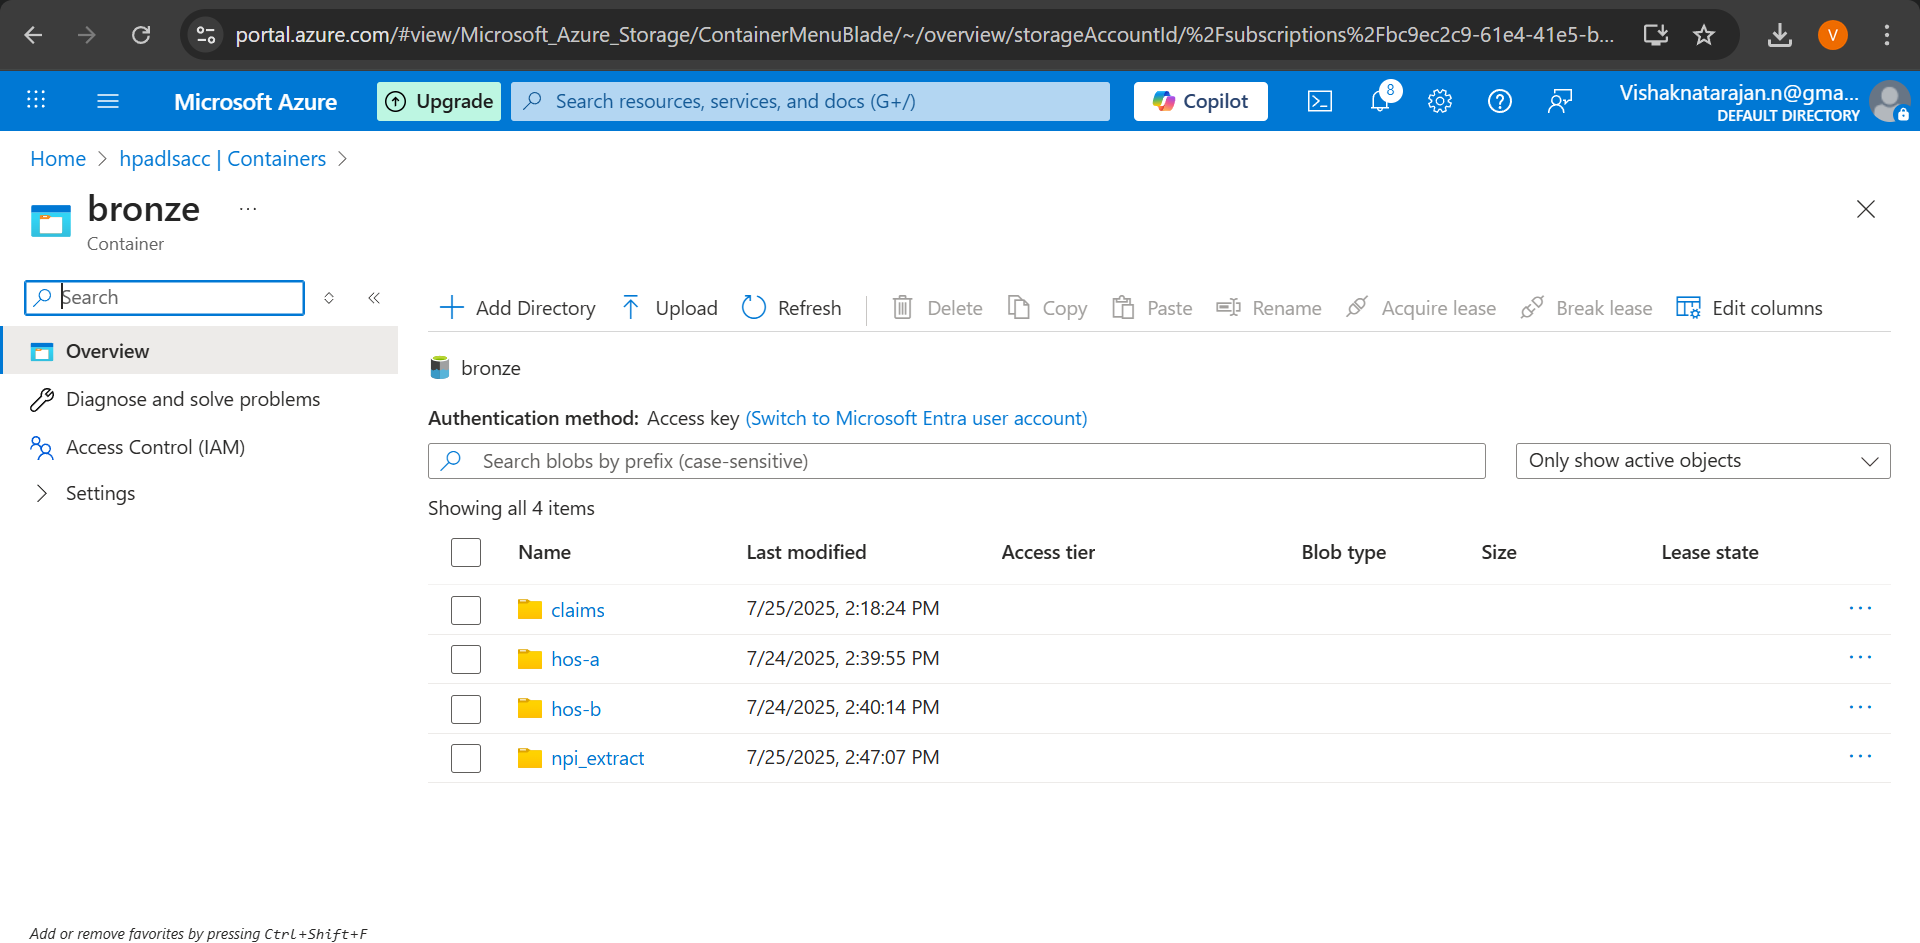 portal.azure.com/#view/Microsoft_Azure_Storage/ContainerMenuBlade/~/overview/storageAccountId/%2Fsubscriptions%2Fbc9ec2c9-61e4-41e5-b...
V
Microsoft Azure
Upgrade
Search resources, services, and docs (G+/)
Copilot
8
Vishaknatarajan.n@gma...
DEFAULT DIRECTORY
Home > hpadlsacc | Containers >
bronze ...
Container
Search
Add Directory Upload Refresh Delete Copy Paste Rename Acquire lease Break lease Edit columns
Overview
Diagnose and solve problems
Access Control (IAM)
Settings
bronze
Authentication method: Access key (Switch to Microsoft Entra user account)
Search blobs by prefix (case-sensitive)
Only show active objects
Showing all 4 items
Name Last modified Access tier Blob type Size Lease state
claims 7/25/2025, 2:18:24 PM ...
hos-a 7/24/2025, 2:39:55 PM ...
hos-b 7/24/2025, 2:40:14 PM ...
npi_extract 7/25/2025, 2:47:07 PM ...
Add or remove favorites by pressing Ctrl+Shift+F